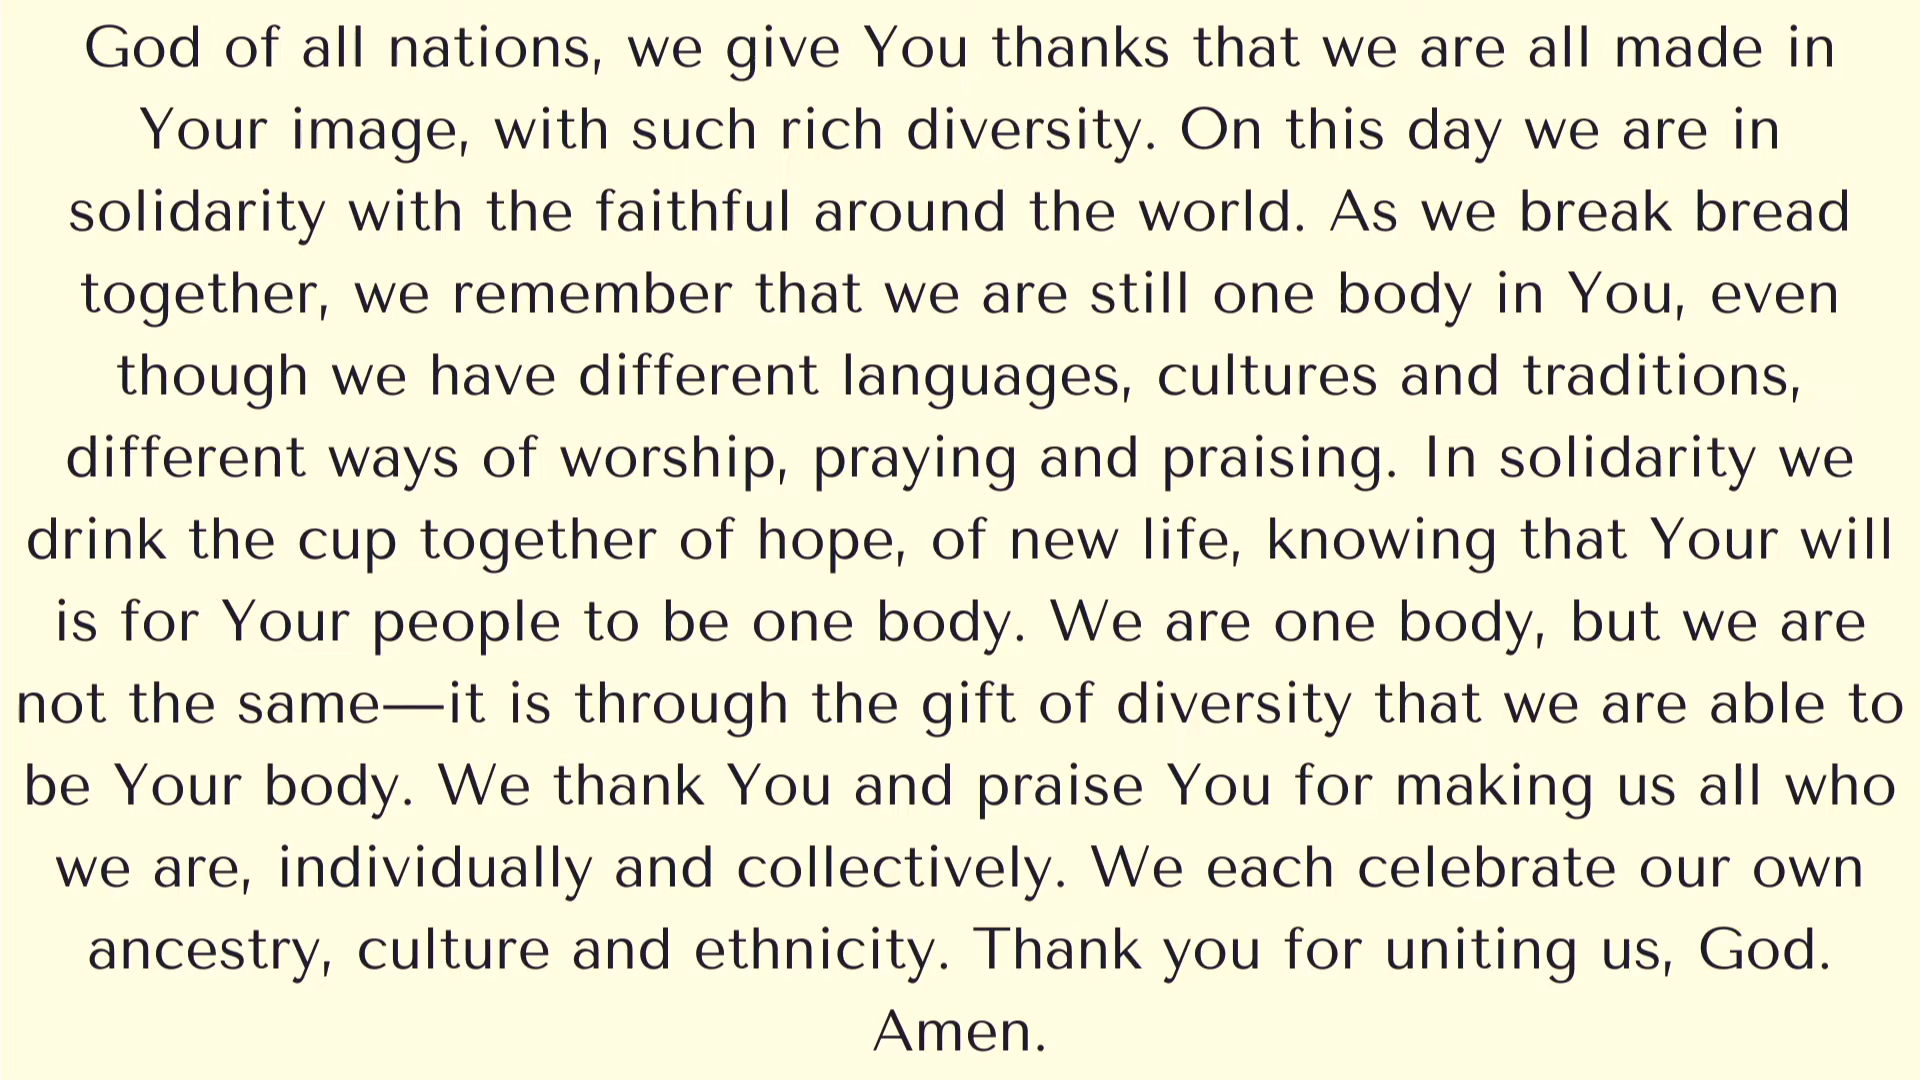 God of all nations, we give You thanks that we are all made in
Your image, with such rich diversity. On this day we are in
solidarity with the faithful around the world. As we break bread
together, we remember that we are still one body in You, even
though we have different languages, cultures and traditions,
different ways of worship, praying and praising. In solidarity we
drink the cup together of hope, of new life, knowing that Your will
is for Your people to be one body. We are one body, but we are
not the same—it is through the gift of diversity that we are able to
be Your body. We thank You and praise You for making us all who
we are, individually and collectively. We each celebrate our own
ancestry, culture and ethnicity. Thank you for uniting us, God.
Amen.